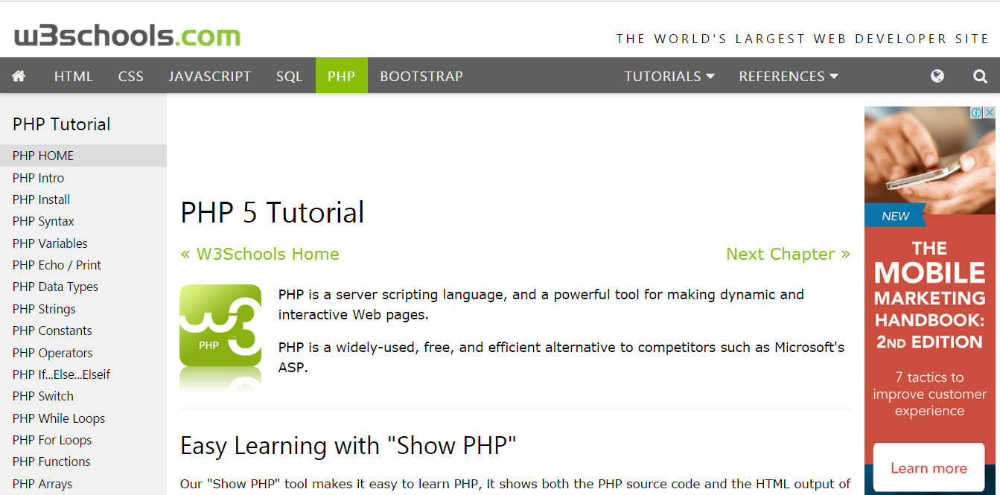 w3schools.com
THE WORLD'S LARGEST WEB DEVELOPER SITE
HTML CSS JAVASCRIPT SQL PHP BOOTSTRAP TUTORIALS REFERENCES
PHP Tutorial
PHP HOME
PHP Intro
PHP Install
PHP Syntax
PHP Variables
PHP Echo / Print
PHP Data Types
PHP Strings
PHP Constants
PHP Operators
PHP If...Else...Elseif
PHP Switch
PHP While Loops
PHP For Loops
PHP Functions
PHP Arrays
PHP 5 Tutorial
« W3Schools Home
Next Chapter »
w3
PHP
PHP is a server scripting language, and a powerful tool for making dynamic and
interactive Web pages.
PHP is a widely-used, free, and efficient alternative to competitors such as Microsoft's
ASP.
Easy Learning with "Show PHP"
Our "Show PHP" tool makes it easy to learn PHP, it shows both the PHP source code and the HTML output of
NEW
THE
MOBILE
MARKETING
HANDBOOK:
2ND EDITION
7 tactics to
improve customer
experience
Learn more